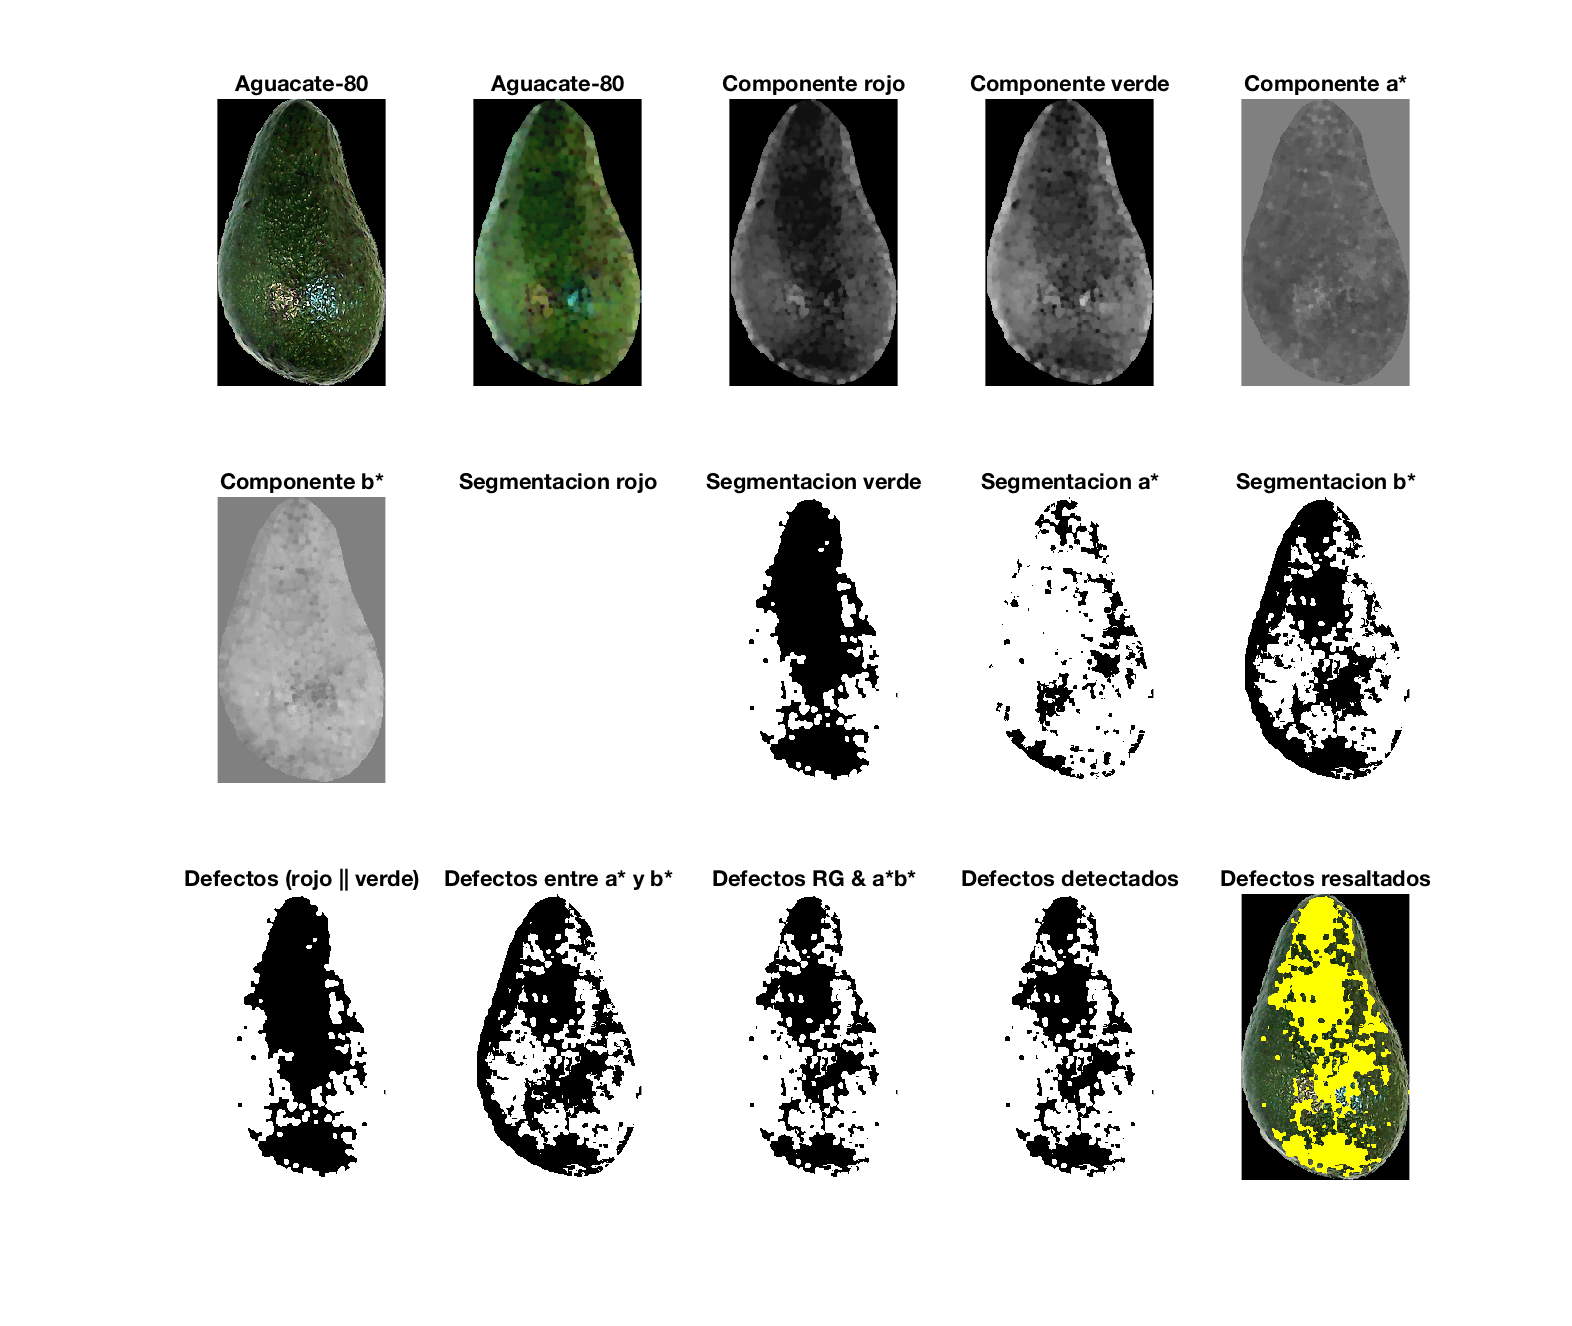 Aguacate-80
Aguacate-80
Componente rojo
Componente verde
Componente a*
Componente b*
Segmentacion rojo
Segmentacion verde
Segmentacion a*
Segmentacion b*
Defectos (rojo || verde)
Defectos entre a* y b*
Defectos RG & a*b*
Defectos detectados
Defectos resaltados